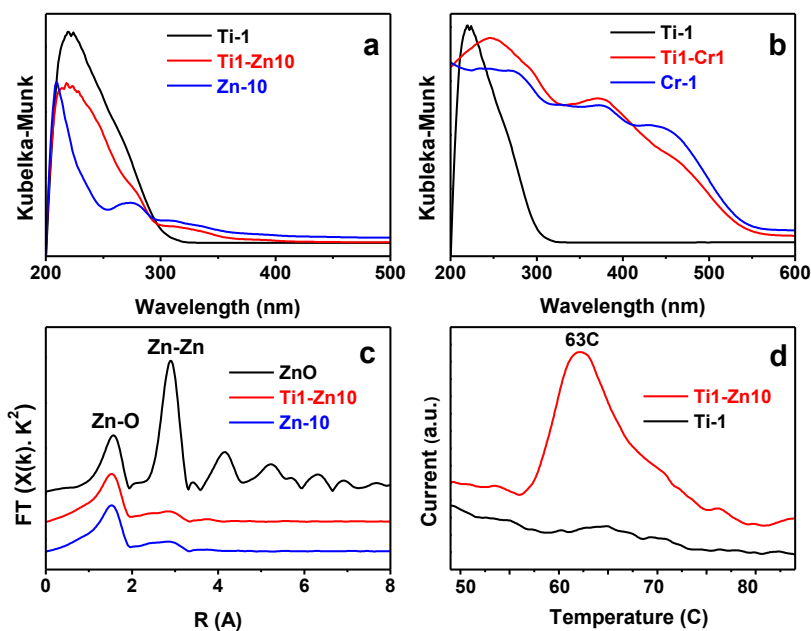 a
Ti-1
Ti1-Zn10
Zn-10
Kubelka-Munk
200 300 400 500
Wavelength (nm)
b
Ti-1
Ti1-Cr1
Cr-1
Kubleka-Munk
200 300 400 500 600
Wavelength (nm)
c
Zn-Zn
Zn-O
ZnO
Ti1-Zn10
Zn-10
FT (X(k). K²)
0 2 4 6 8
R (A)
d
63C
Ti1-Zn10
Ti-1
Current (a.u.)
50 60 70 80
Temperature (C)